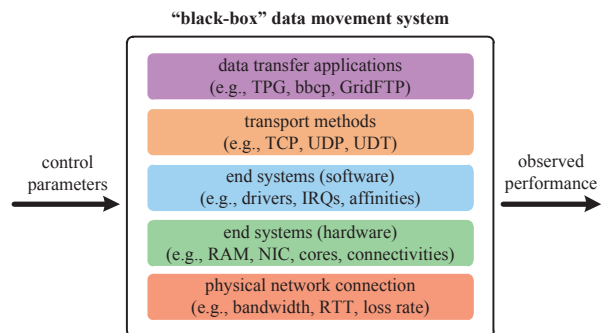 “black-box” data movement system
data transfer applications
(e.g., TPG, bbcp, GridFTP)
transport methods
(e.g., TCP, UDP, UDT)
control
parameters
end systems (software)
(e.g., drivers, IRQs, affinities)
observed
performance
end systems (hardware)
(e.g., RAM, NIC, cores, connectivities)
physical network connection
(e.g., bandwidth, RTT, loss rate)